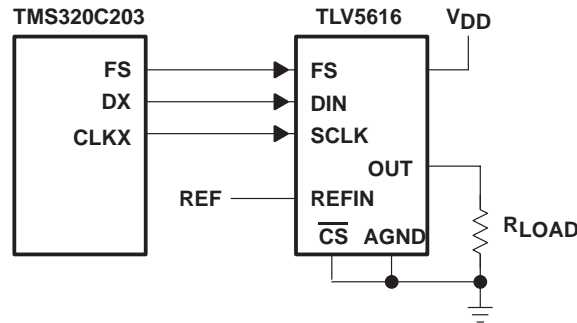 TMS320C203
TLV5616
VDD
FS
FS
DX
DIN
CLKX
SCLK
OUT
REF
REFIN
RLOAD
CS
AGND